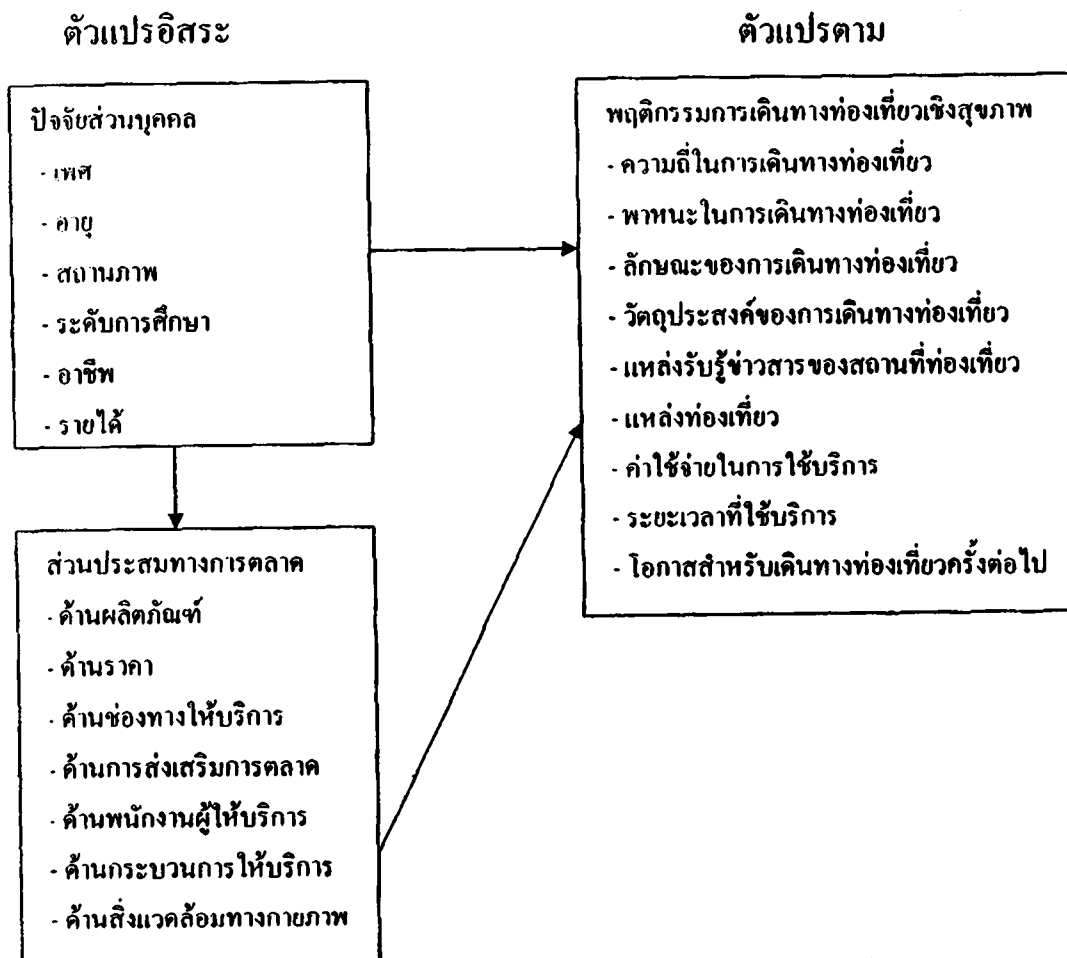 ตัวแปรอิสระ
ตัวแปรตาม
ปัจจัยส่วนบุคคล
- เพศ
- อายุ
- สถานภาพ
- ระดับการศึกษา
- อาชีพ
- รายได้
ส่วนประสมทางการตลาด
- ด้านผลิตภัณฑ์
- ด้านราคา
- ด้านช่องทางให้บริการ
- ด้านการส่งเสริมการตลาด
- ด้านพนักงานผู้ให้บริการ
- ด้านกระบวนการให้บริการ
- ด้านสิ่งแวดล้อมทางกายภาพ
พฤติกรรมการเดินทางท่องเที่ยวเชิงสุขภาพ
- ความถี่ในการเดินทางท่องเที่ยว
- พาหนะในการเดินทางท่องเที่ยว
- ลักษณะของการเดินทางท่องเที่ยว
- วัตถุประสงค์ของการเดินทางท่องเที่ยว
- แหล่งรับรู้ข่าวสารของสถานที่ท่องเที่ยว
- แหล่งท่องเที่ยว
- ค่าใช้จ่ายในการใช้บริการ
- ระยะเวลาที่ใช้บริการ
- โอกาสสำหรับเดินทางท่องเที่ยวครั้งต่อไป